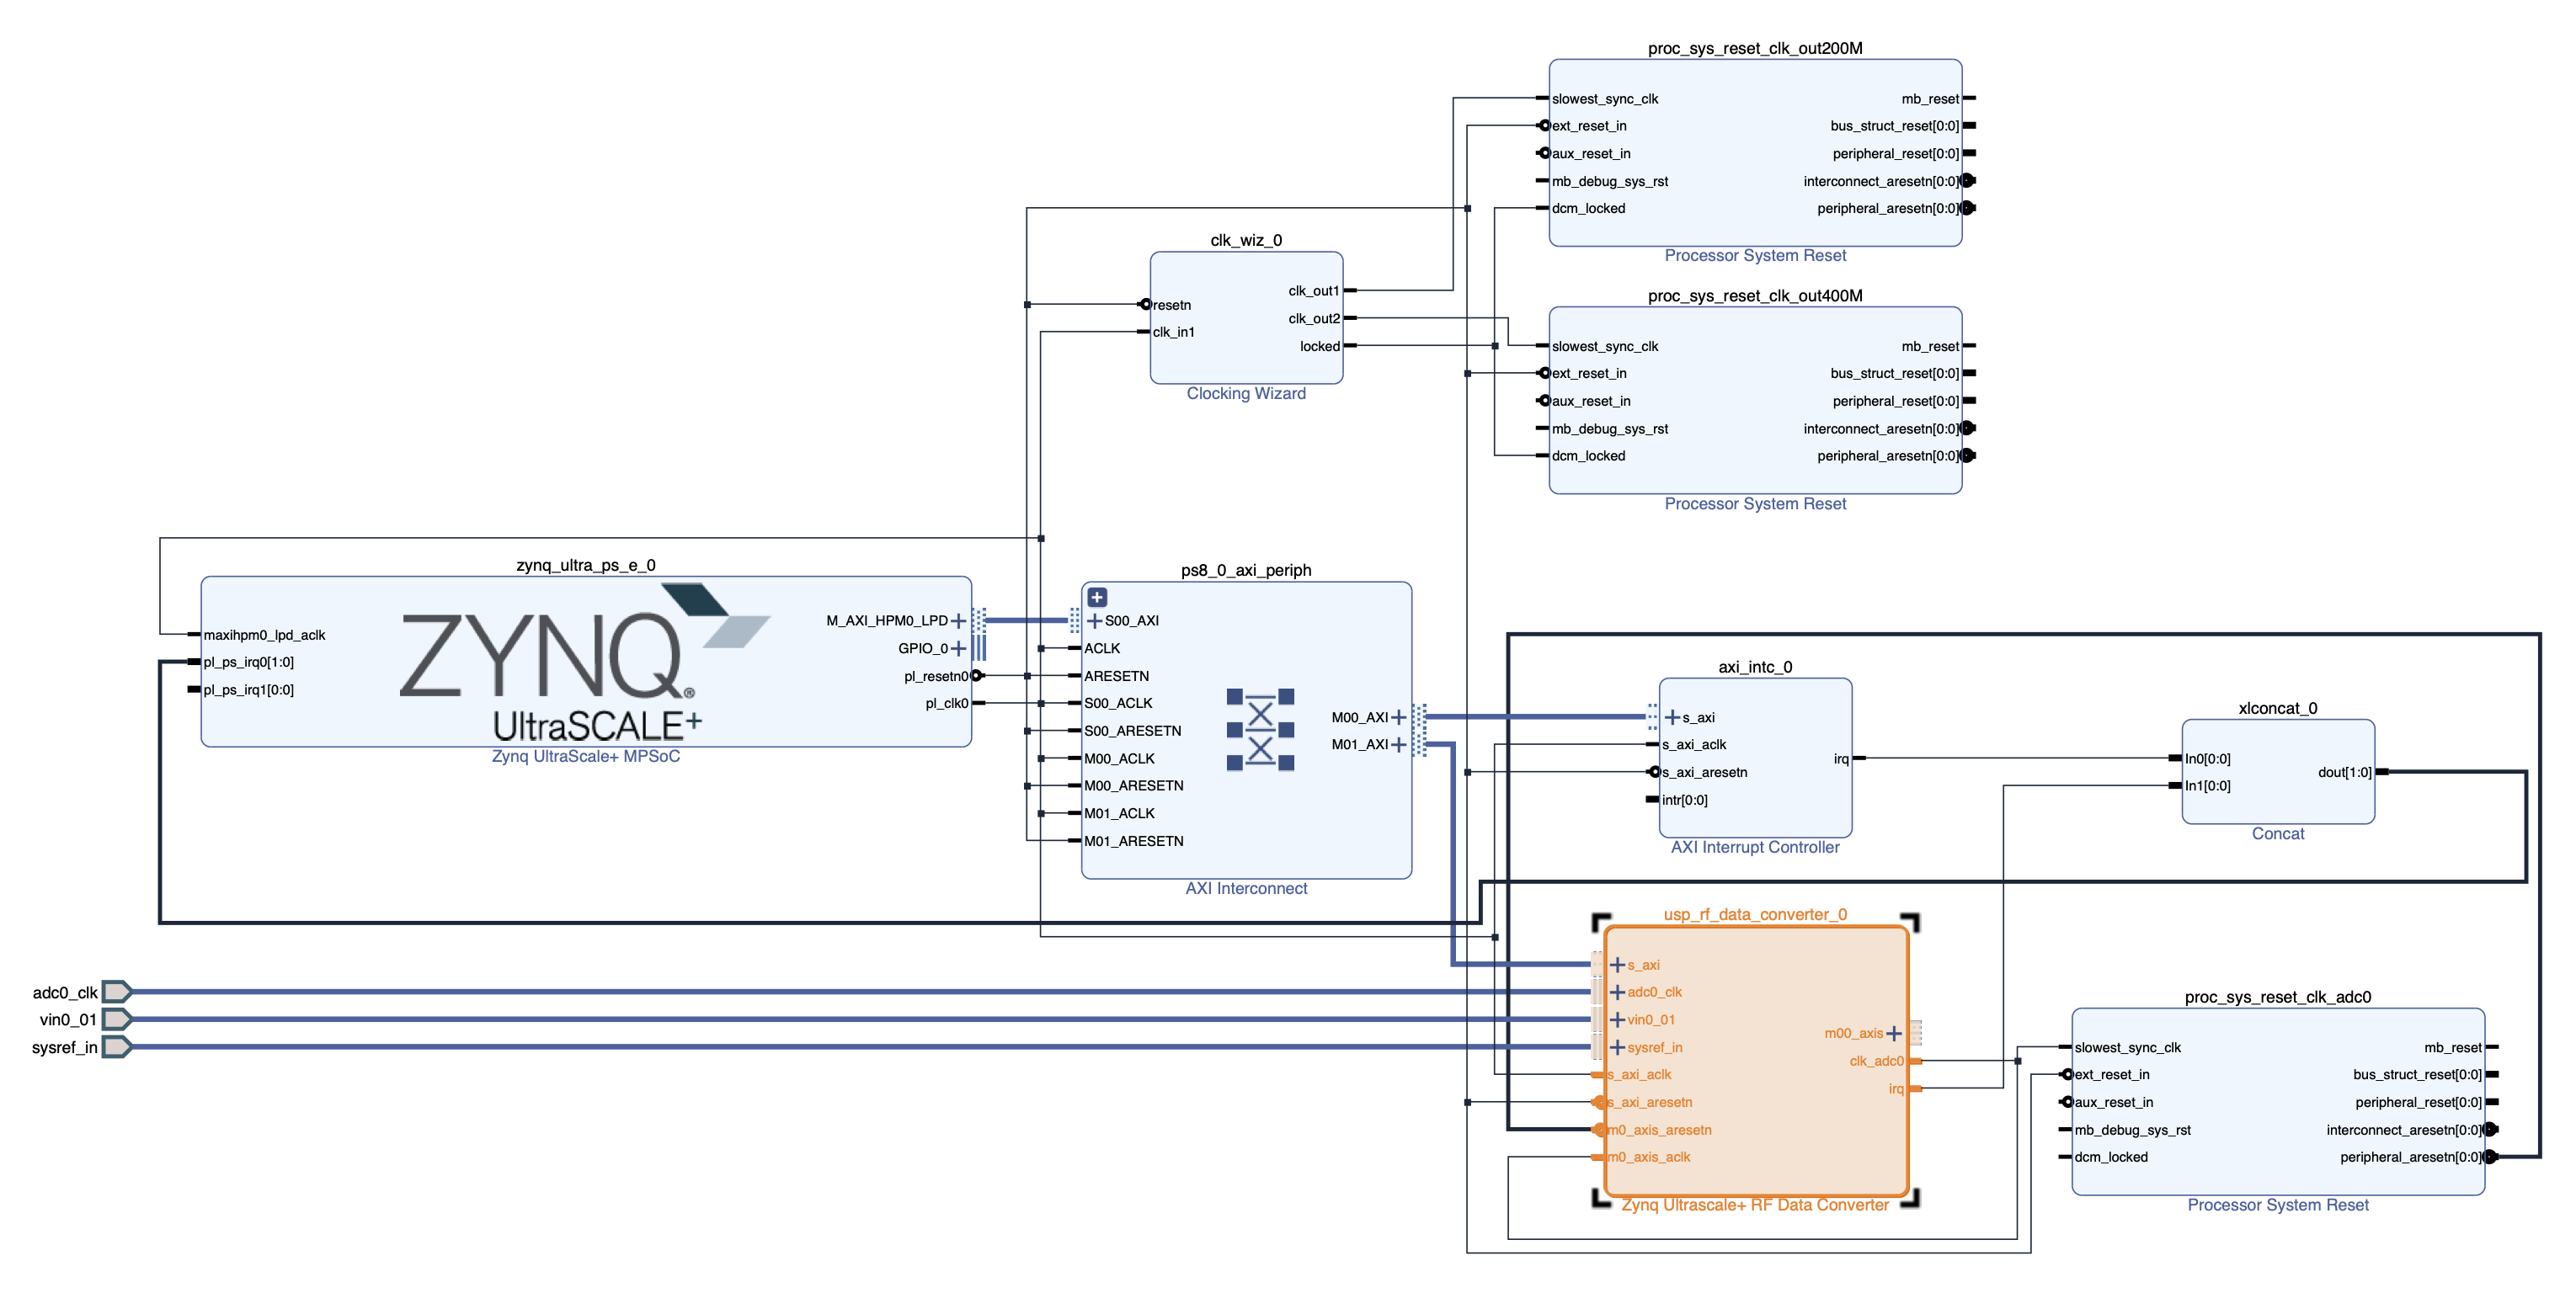 proc_sys_reset_clk_out200M
slowest_sync_clk
ext_reset_in
aux_reset_in
mb_debug_sys_rst
dcm_locked
mb_reset
bus_struct_reset[0:0]
peripheral_reset[0:0]
interconnect_aresetn[0:0]
peripheral_aresetn[0:0]
Processor System Reset
clk_wiz_0
resetn
clk_in1
clk_out1
clk_out2
locked
Clocking Wizard
proc_sys_reset_clk_out400M
slowest_sync_clk
ext_reset_in
aux_reset_in
mb_debug_sys_rst
dcm_locked
mb_reset
bus_struct_reset[0:0]
peripheral_reset[0:0]
interconnect_aresetn[0:0]
peripheral_aresetn[0:0]
Processor System Reset
zynq_ultra_ps_e_0
maxihpm0_lpd_aclk
pl_ps_irq0[1:0]
pl_ps_irq1[0:0]
ZYNQ®
UltraSCALE+
M_AXI_HPM0_LPD
GPIO_0
pl_resetn0
pl_clk0
Zynq UltraScale+ MPSoC
ps8_0_axi_periph
S00_AXI
ACLK
ARESETN
S00_ACLK
S00_ARESETN
M00_ACLK
M00_ARESETN
M01_ACLK
M01_ARESETN
M00_AXI
M01_AXI
AXI Interconnect
axi_intc_0
s_axi
s_axi_aclk
s_axi_aresetn
intr[0:0]
irq
AXI Interrupt Controller
xlconcat_0
In0[0:0]
In1[0:0]
dout[1:0]
Concat
adc0_clk
vin0_01
sysref_in
usp_rf_data_converter_0
s_axi
adc0_clk
vin0_01
sysref_in
s_axi_aclk
s_axi_aresetn
m0_axis_aresetn
m0_axis_aclk
m00_axis
clk_adc0
irq
Zynq Ultrascale+ RF Data Converter
proc_sys_reset_clk_adc0
slowest_sync_clk
ext_reset_in
aux_reset_in
mb_debug_sys_rst
dcm_locked
mb_reset
bus_struct_reset[0:0]
peripheral_reset[0:0]
interconnect_aresetn[0:0]
peripheral_aresetn[0:0]
Processor System Reset